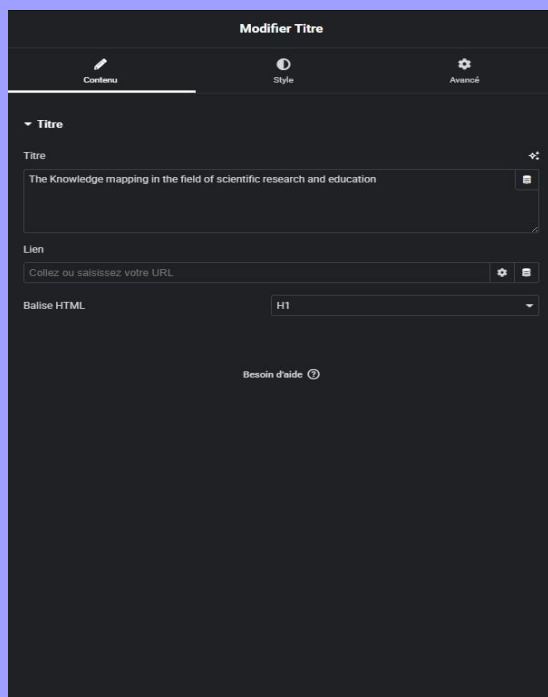 Modifier Titre
Contenu
Style
Avancé
Titre
Titre
The Knowledge mapping in the field of scientific research and education
Lien
Collez ou saisissez votre URL
Balise HTML
H1
Besoin d'aide